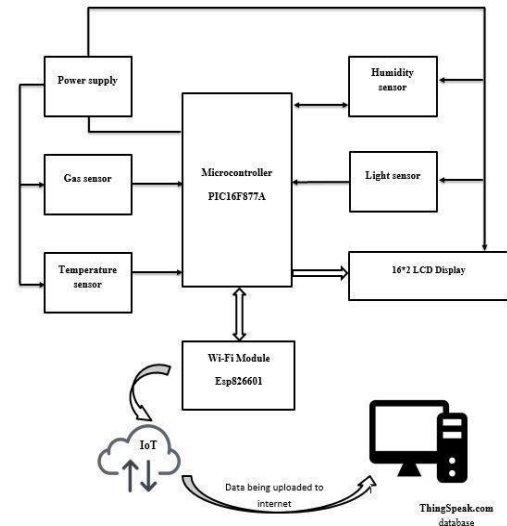 Power supply
Humidity
sensor
Microcontroller
PIC16F877A
Gas sensor
Light sensor
Temperature
sensor
16*2 LCD Display
Wi-Fi Module
Esp826601
IoT
Data being uploaded to
internet
ThingSpeak.com
database